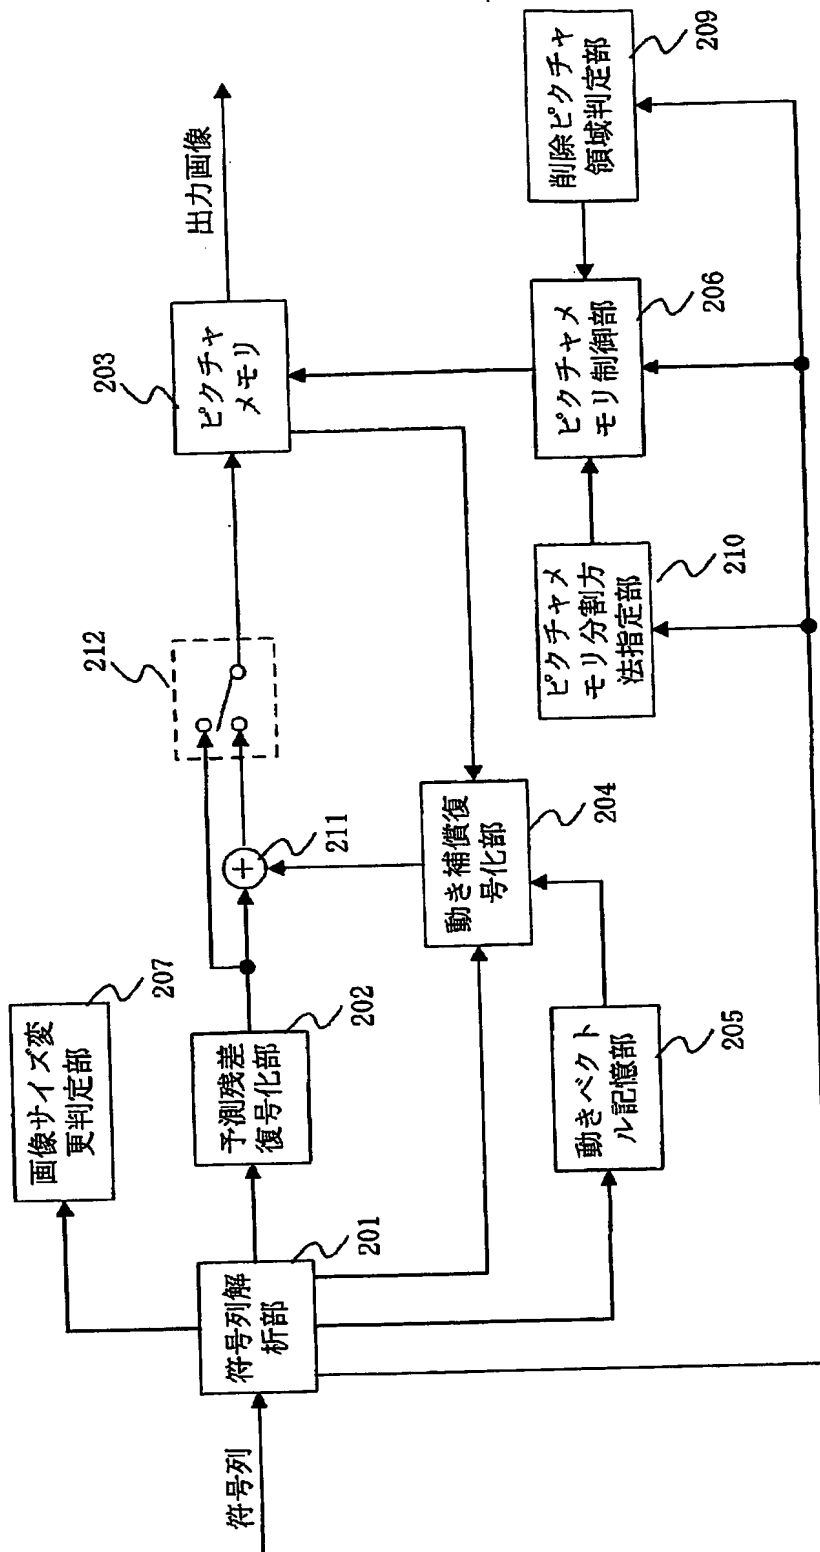 符号列
符号列解
析部
201
画像サイズ変
更判定部
207
予測残差
復号化部
202
211
212
ピクチャ
メモリ
203
出力画像
動き補償復
号化部
204
動きベクト
ル記憶部
205
ピクチャメ
モリ分割方
法指定部
210
ピクチャメ
モリ制御部
206
削除ピクチャ
領域判定部
209